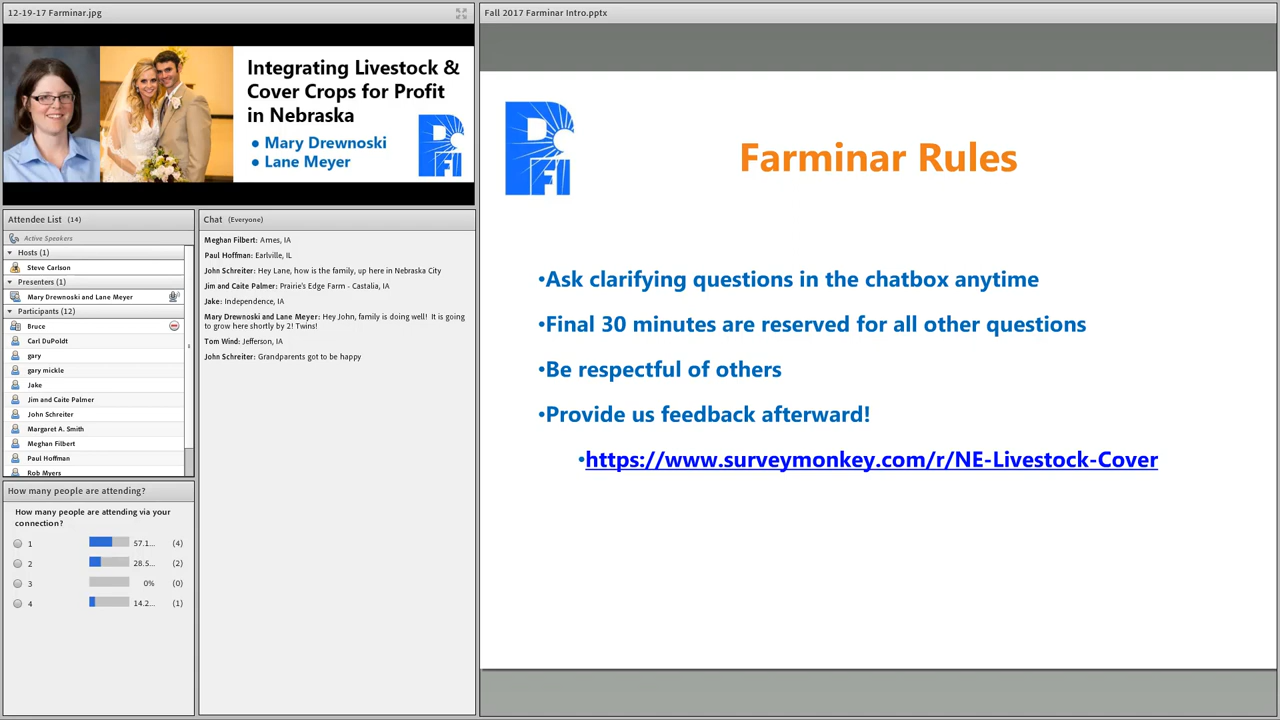 12-19-17 Farminar.jpg
Integrating Livestock &
Cover Crops for Profit
in Nebraska
• Mary Drewnoski
• Lane Meyer
PFI
Attendee List (14)
Active Speakers
Hosts (1)
Steve Carlson
Presenters (1)
Mary Drewnoski and Lane Meyer
Participants (12)
Bruce
Carl DuPoldt
gary
gary mickle
Jake
Jim and Caite Palmer
John Schreiter
Margaret A. Smith
Meghan Filbert
Paul Hoffman
Rob Myers
Chat (Everyone)
Meghan Filbert: Ames, IA
Paul Hoffman: Earlville, IL
John Schreiter: Hey Lane, how is the family, up here in Nebraska City
Jim and Caite Palmer: Prairie's Edge Farm - Castalia, IA
Jake: Independence, IA
Mary Drewnoski and Lane Meyer: Hey John, family is doing well! It is going
to grow here shortly by 2! Twins!
Tom Wind: Jefferson, IA
John Schreiter: Grandparents got to be happy
How many people are attending?
How many people are attending via your
connection?
1 57.1... (4)
2 28.5... (2)
3 0% (0)
4 14.2... (1)
Fall 2017 Farminar Intro.pptx
PFI
Farminar Rules
•Ask clarifying questions in the chatbox anytime
•Final 30 minutes are reserved for all other questions
•Be respectful of others
•Provide us feedback afterward!
•https://www.surveymonkey.com/r/NE-Livestock-Cover